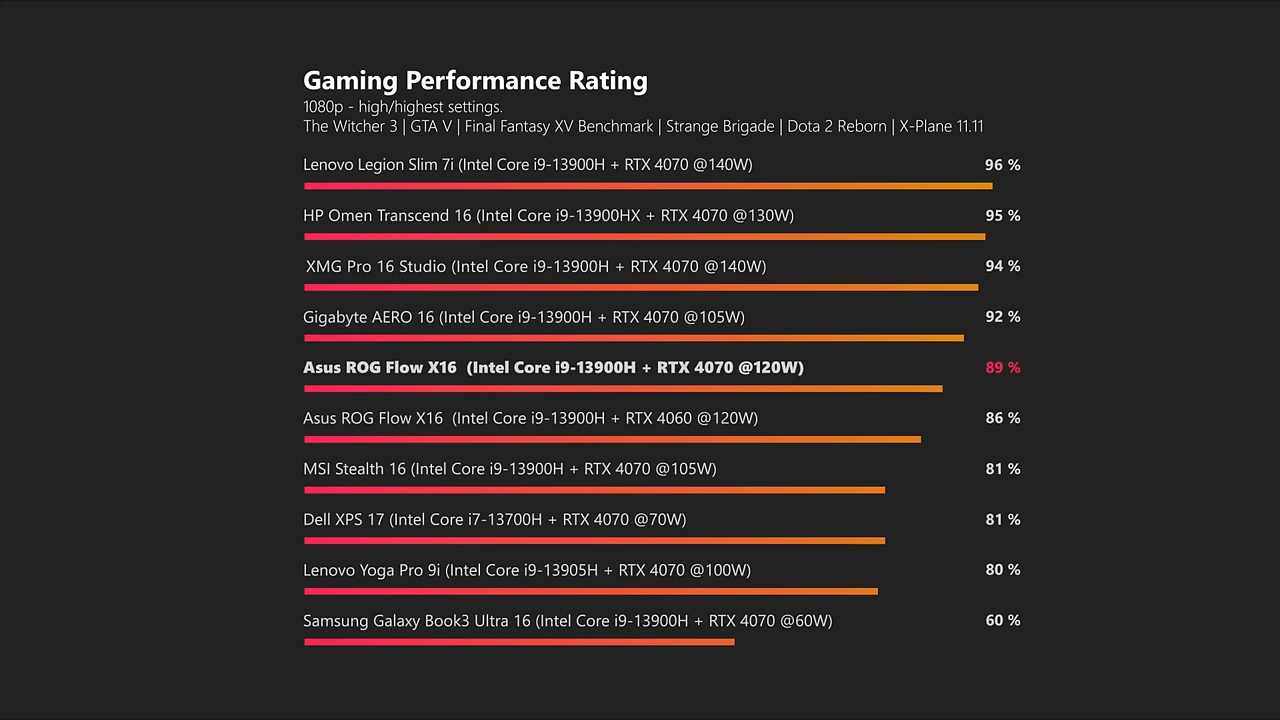 Gaming Performance Rating
1080p - high/highest settings.
The Witcher 3 | GTA V | Final Fantasy XV Benchmark | Strange Brigade | Dota 2 Reborn | X-Plane 11.11
Lenovo Legion Slim 7i (Intel Core i9-13900H + RTX 4070 @140W) 96 %
HP Omen Transcend 16 (Intel Core i9-13900HX + RTX 4070 @130W) 95 %
XMG Pro 16 Studio (Intel Core i9-13900H + RTX 4070 @140W) 94 %
Gigabyte AERO 16 (Intel Core i9-13900H + RTX 4070 @105W) 92 %
Asus ROG Flow X16 (Intel Core i9-13900H + RTX 4070 @120W) 89 %
Asus ROG Flow X16 (Intel Core i9-13900H + RTX 4060 @120W) 86 %
MSI Stealth 16 (Intel Core i9-13900H + RTX 4070 @105W) 81 %
Dell XPS 17 (Intel Core i7-13700H + RTX 4070 @70W) 81 %
Lenovo Yoga Pro 9i (Intel Core i9-13905H + RTX 4070 @100W) 80 %
Samsung Galaxy Book3 Ultra 16 (Intel Core i9-13900H + RTX 4070 @60W) 60 %